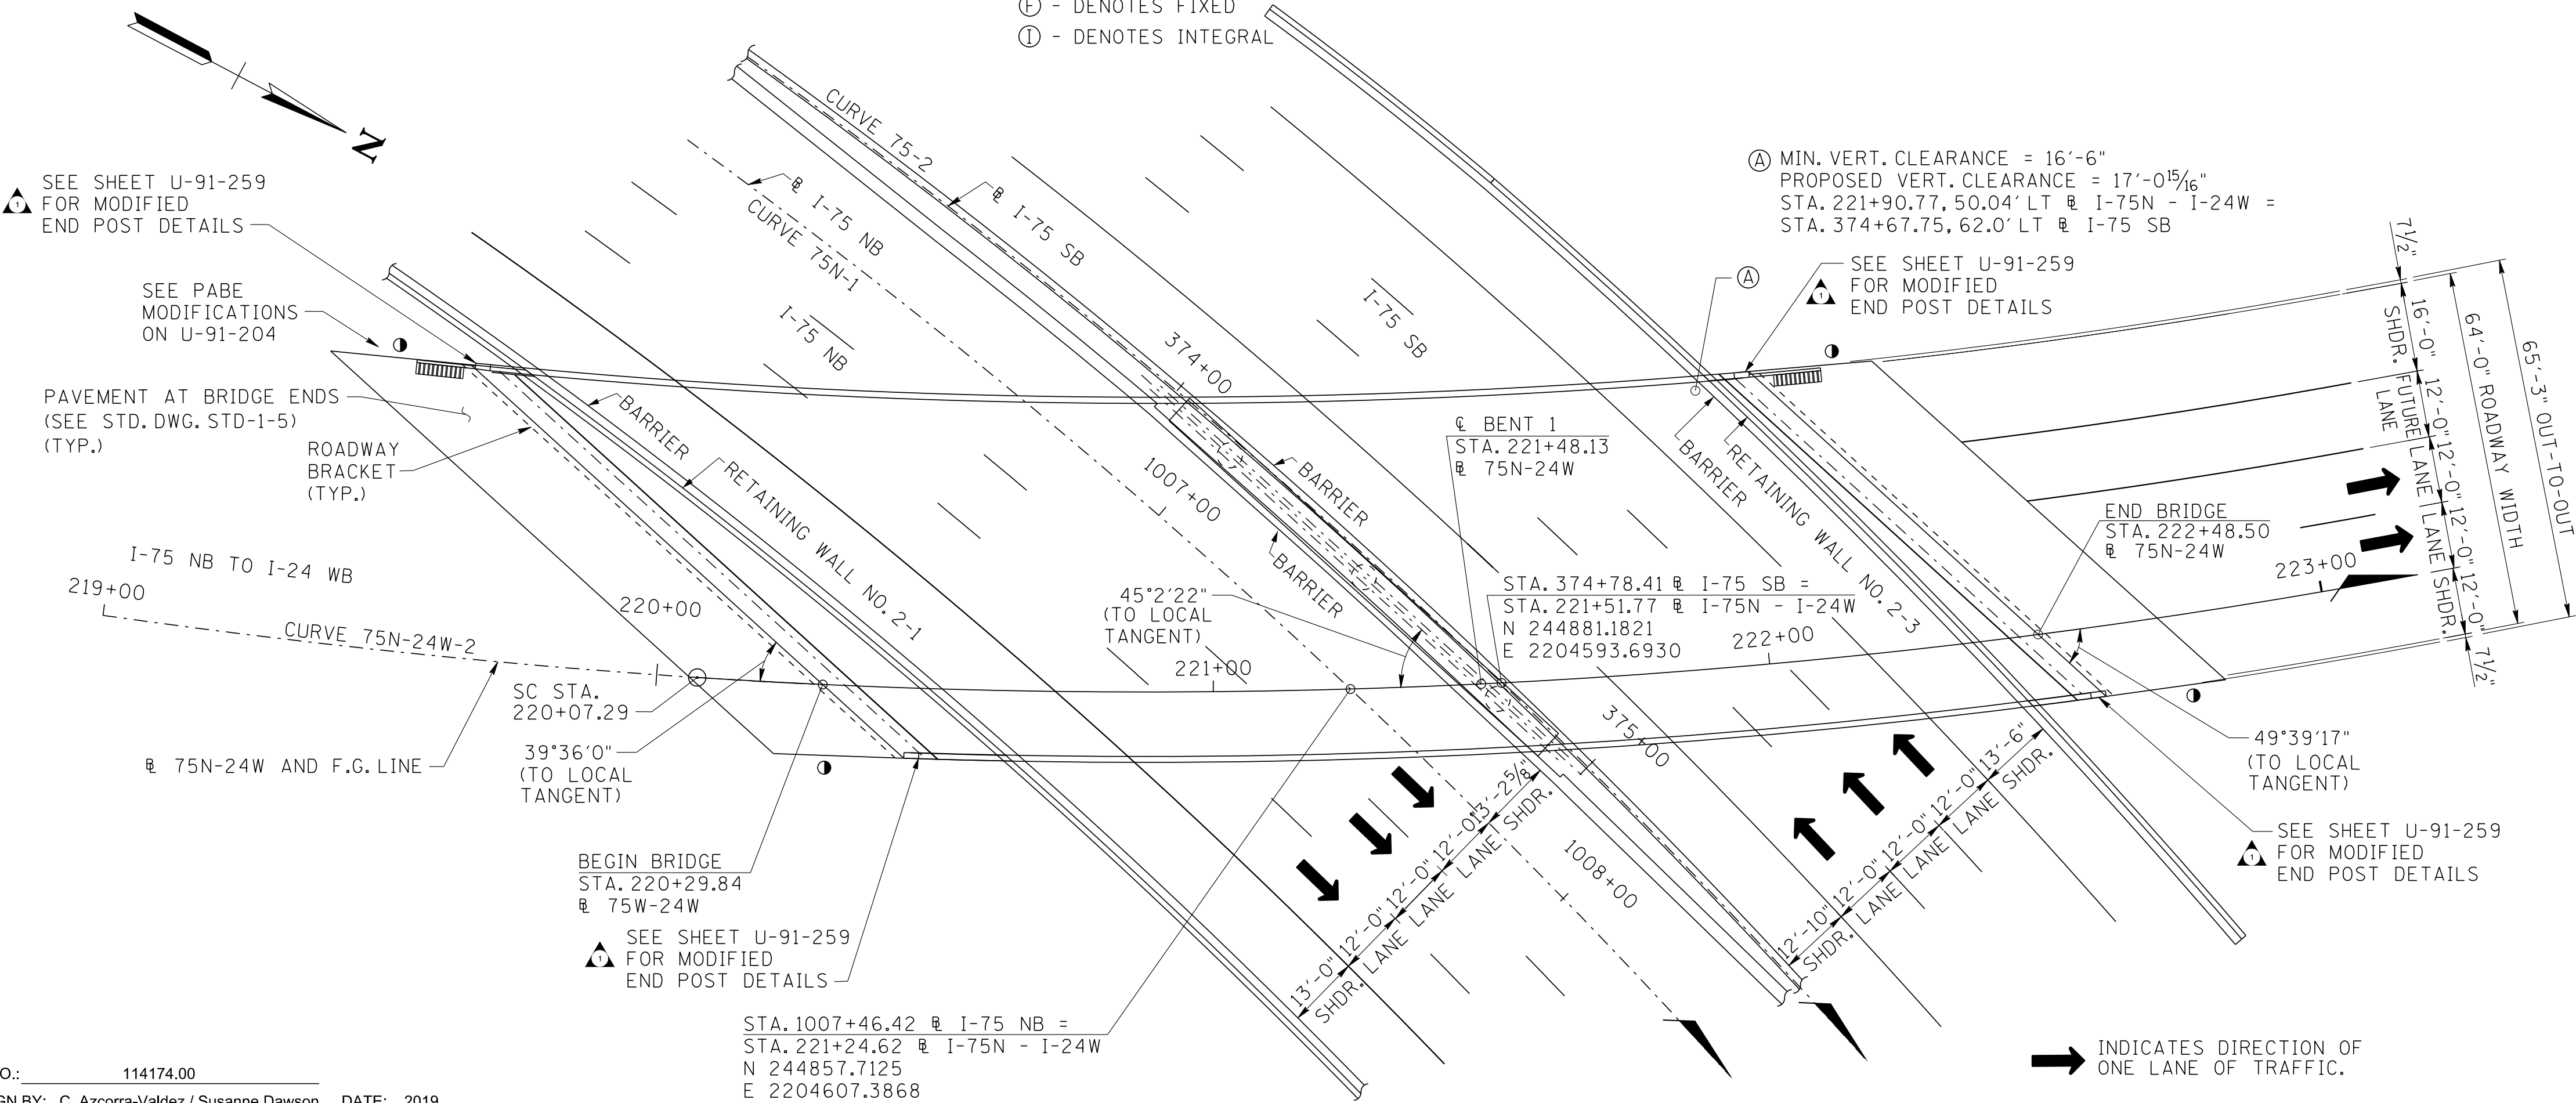 Ⓕ - DENOTES FIXED
Ⓘ - DENOTES INTEGRAL
N
SEE SHEET U-91-259
1 FOR MODIFIED
END POST DETAILS
SEE PABE
MODIFICATIONS
ON U-91-204
PAVEMENT AT BRIDGE ENDS
(SEE STD. DWG. STD-1-5)
(TYP.)
ROADWAY
BRACKET
(TYP.)
CURVE 75-2
℄ I-75 NB
CURVE 75N-1
℄ I-75 SB
I-75 NB
I-75 SB
374+00
Ⓐ MIN. VERT. CLEARANCE = 16'-6"
PROPOSED VERT. CLEARANCE = 17'-0 15/16"
STA. 221+90.77, 50.04' LT ℄ I-75N - I-24W =
STA. 374+67.75, 62.0' LT ℄ I-75 SB
Ⓐ
SEE SHEET U-91-259
1 FOR MODIFIED
END POST DETAILS
7½"
16'-0"
SHDR.
12'-0"
FUTURE
LANE
12'-0"
LANE
12'-0"
LANE
12'-0"
SHDR.
7½"
64'-0" ROADWAY WIDTH
65'-3" OUT-TO-OUT
BARRIER
RETAINING WALL NO. 2-1
1007+00
BARRIER
BARRIER
℄ BENT 1
STA. 221+48.13
℄ 75N-24W
BARRIER
RETAINING WALL NO. 2-3
END BRIDGE
STA. 222+48.50
℄ 75N-24W
223+00
I-75 NB TO I-24 WB
219+00
CURVE 75N-24W-2
220+00
45°2'22"
(TO LOCAL
TANGENT)
221+00
STA. 374+78.41 ℄ I-75 SB =
STA. 221+51.77 ℄ I-75N - I-24W
N 244881.1821
E 2204593.6930
222+00
SC STA.
220+07.29
39°36'0"
(TO LOCAL
TANGENT)
℄ 75N-24W AND F.G. LINE
375+00
49°39'17"
(TO LOCAL
TANGENT)
BEGIN BRIDGE
STA. 220+29.84
℄ 75W-24W
SEE SHEET U-91-259
1 FOR MODIFIED
END POST DETAILS
13'-0" 12'-0" 12'-0" 12'-0" 13'-2⅝"
SHDR. LANE LANE LANE SHDR.
1008+00
12'-10" 12'-0" 12'-0" 12'-0" 13'-6"
SHDR. LANE LANE LANE SHDR.
SEE SHEET U-91-259
1 FOR MODIFIED
END POST DETAILS
STA. 1007+46.42 ℄ I-75 NB =
STA. 221+24.62 ℄ I-75N - I-24W
N 244857.7125
E 2204607.3868
INDICATES DIRECTION OF
ONE LANE OF TRAFFIC.
O.: 114174.00
GN BY: C. Azcorra-Valdez / Susanne Dawson DATE: 2019